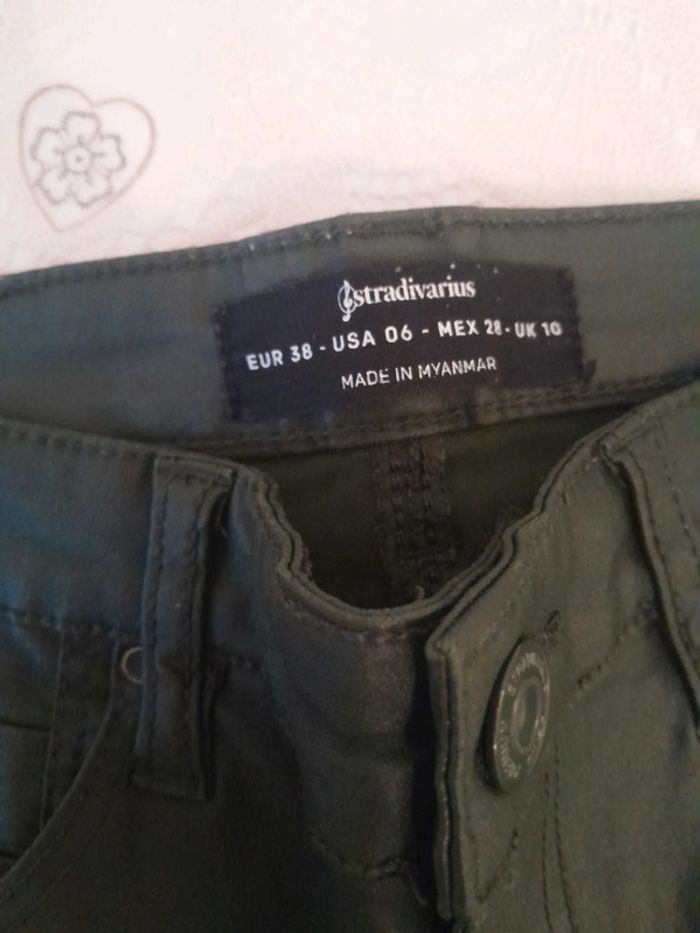 stradivarius
EUR 38 - USA 06 - MEX 28 - UK 10
MADE IN MYANMAR